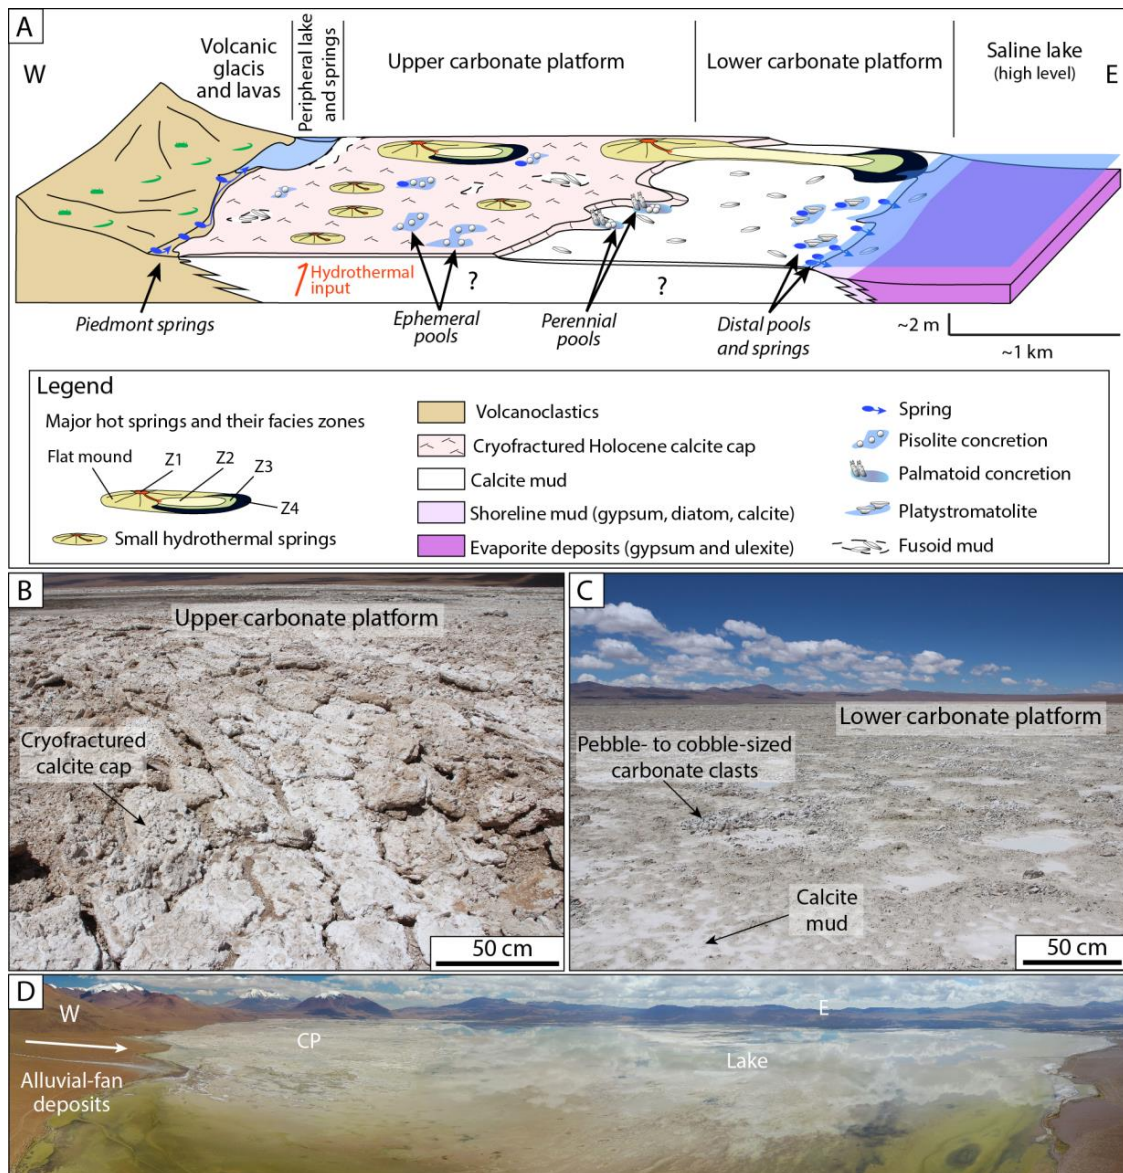 A
W
Volcanic
glacis
and lavas
Peripheral lake
and springs
Upper carbonate platform
Lower carbonate platform
Saline lake
(high level)
E
Hydrothermal
input
?
?
Piedmont springs
Ephemeral
pools
Perennial
pools
Distal pools
and springs
~2 m
~1 km
Legend
Major hot springs and their facies zones
Flat mound
Z1
Z2
Z3
Z4
Small hydrothermal springs
Volcanoclastics
Cryofractured Holocene calcite cap
Calcite mud
Shoreline mud (gypsum, diatom, calcite)
Evaporite deposits (gypsum and ulexite)
Spring
Pisolite concretion
Palmatoid concretion
Platystromatolite
Fusoid mud
B
Upper carbonate platform
Cryofractured
calcite cap
50 cm
C
Lower carbonate platform
Pebble- to cobble-sized
carbonate clasts
Calcite
mud
50 cm
D
W
E
CP
Lake
Alluvial-fan
deposits